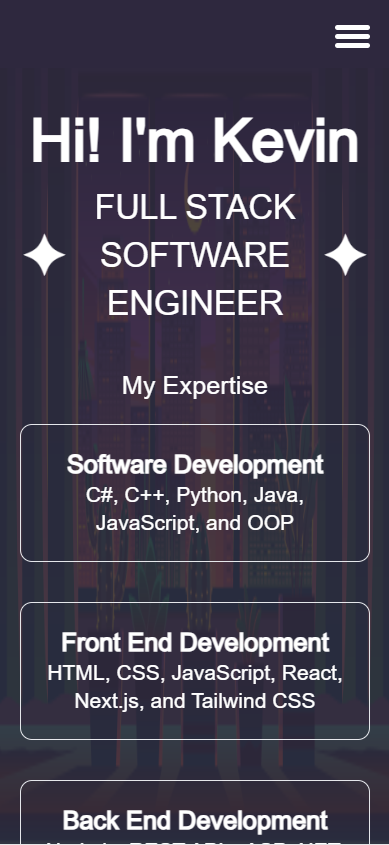 Hi! I'm Kevin
FULL STACK
SOFTWARE
ENGINEER
My Expertise
Software Development
C#, C++, Python, Java,
JavaScript, and OOP
Front End Development
HTML, CSS, JavaScript, React,
Next.js, and Tailwind CSS
Back End Development